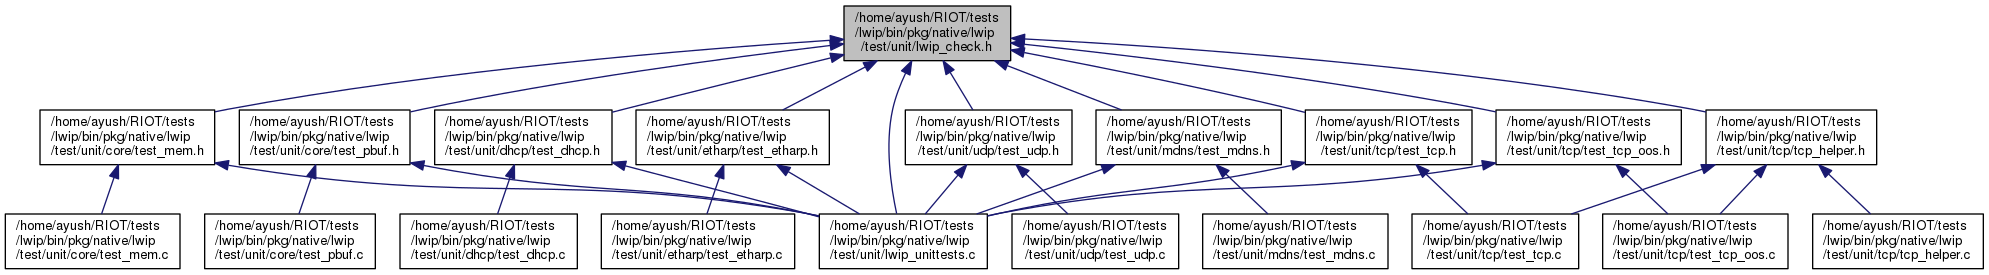 /home/ayush/RIOT/tests
/lwip/bin/pkg/native/lwip
/test/unit/lwip_check.h
/home/ayush/RIOT/tests
/lwip/bin/pkg/native/lwip
/test/unit/core/test_mem.h
/home/ayush/RIOT/tests
/lwip/bin/pkg/native/lwip
/test/unit/core/test_pbuf.h
/home/ayush/RIOT/tests
/lwip/bin/pkg/native/lwip
/test/unit/dhcp/test_dhcp.h
/home/ayush/RIOT/tests
/lwip/bin/pkg/native/lwip
/test/unit/etharp/test_etharp.h
/home/ayush/RIOT/tests
/lwip/bin/pkg/native/lwip
/test/unit/udp/test_udp.h
/home/ayush/RIOT/tests
/lwip/bin/pkg/native/lwip
/test/unit/mdns/test_mdns.h
/home/ayush/RIOT/tests
/lwip/bin/pkg/native/lwip
/test/unit/tcp/test_tcp.h
/home/ayush/RIOT/tests
/lwip/bin/pkg/native/lwip
/test/unit/tcp/test_tcp_oos.h
/home/ayush/RIOT/tests
/lwip/bin/pkg/native/lwip
/test/unit/tcp/tcp_helper.h
/home/ayush/RIOT/tests
/lwip/bin/pkg/native/lwip
/test/unit/core/test_mem.c
/home/ayush/RIOT/tests
/lwip/bin/pkg/native/lwip
/test/unit/core/test_pbuf.c
/home/ayush/RIOT/tests
/lwip/bin/pkg/native/lwip
/test/unit/dhcp/test_dhcp.c
/home/ayush/RIOT/tests
/lwip/bin/pkg/native/lwip
/test/unit/etharp/test_etharp.c
/home/ayush/RIOT/tests
/lwip/bin/pkg/native/lwip
/test/unit/lwip_unittests.c
/home/ayush/RIOT/tests
/lwip/bin/pkg/native/lwip
/test/unit/udp/test_udp.c
/home/ayush/RIOT/tests
/lwip/bin/pkg/native/lwip
/test/unit/mdns/test_mdns.c
/home/ayush/RIOT/tests
/lwip/bin/pkg/native/lwip
/test/unit/tcp/test_tcp.c
/home/ayush/RIOT/tests
/lwip/bin/pkg/native/lwip
/test/unit/tcp/test_tcp_oos.c
/home/ayush/RIOT/tests
/lwip/bin/pkg/native/lwip
/test/unit/tcp/tcp_helper.c